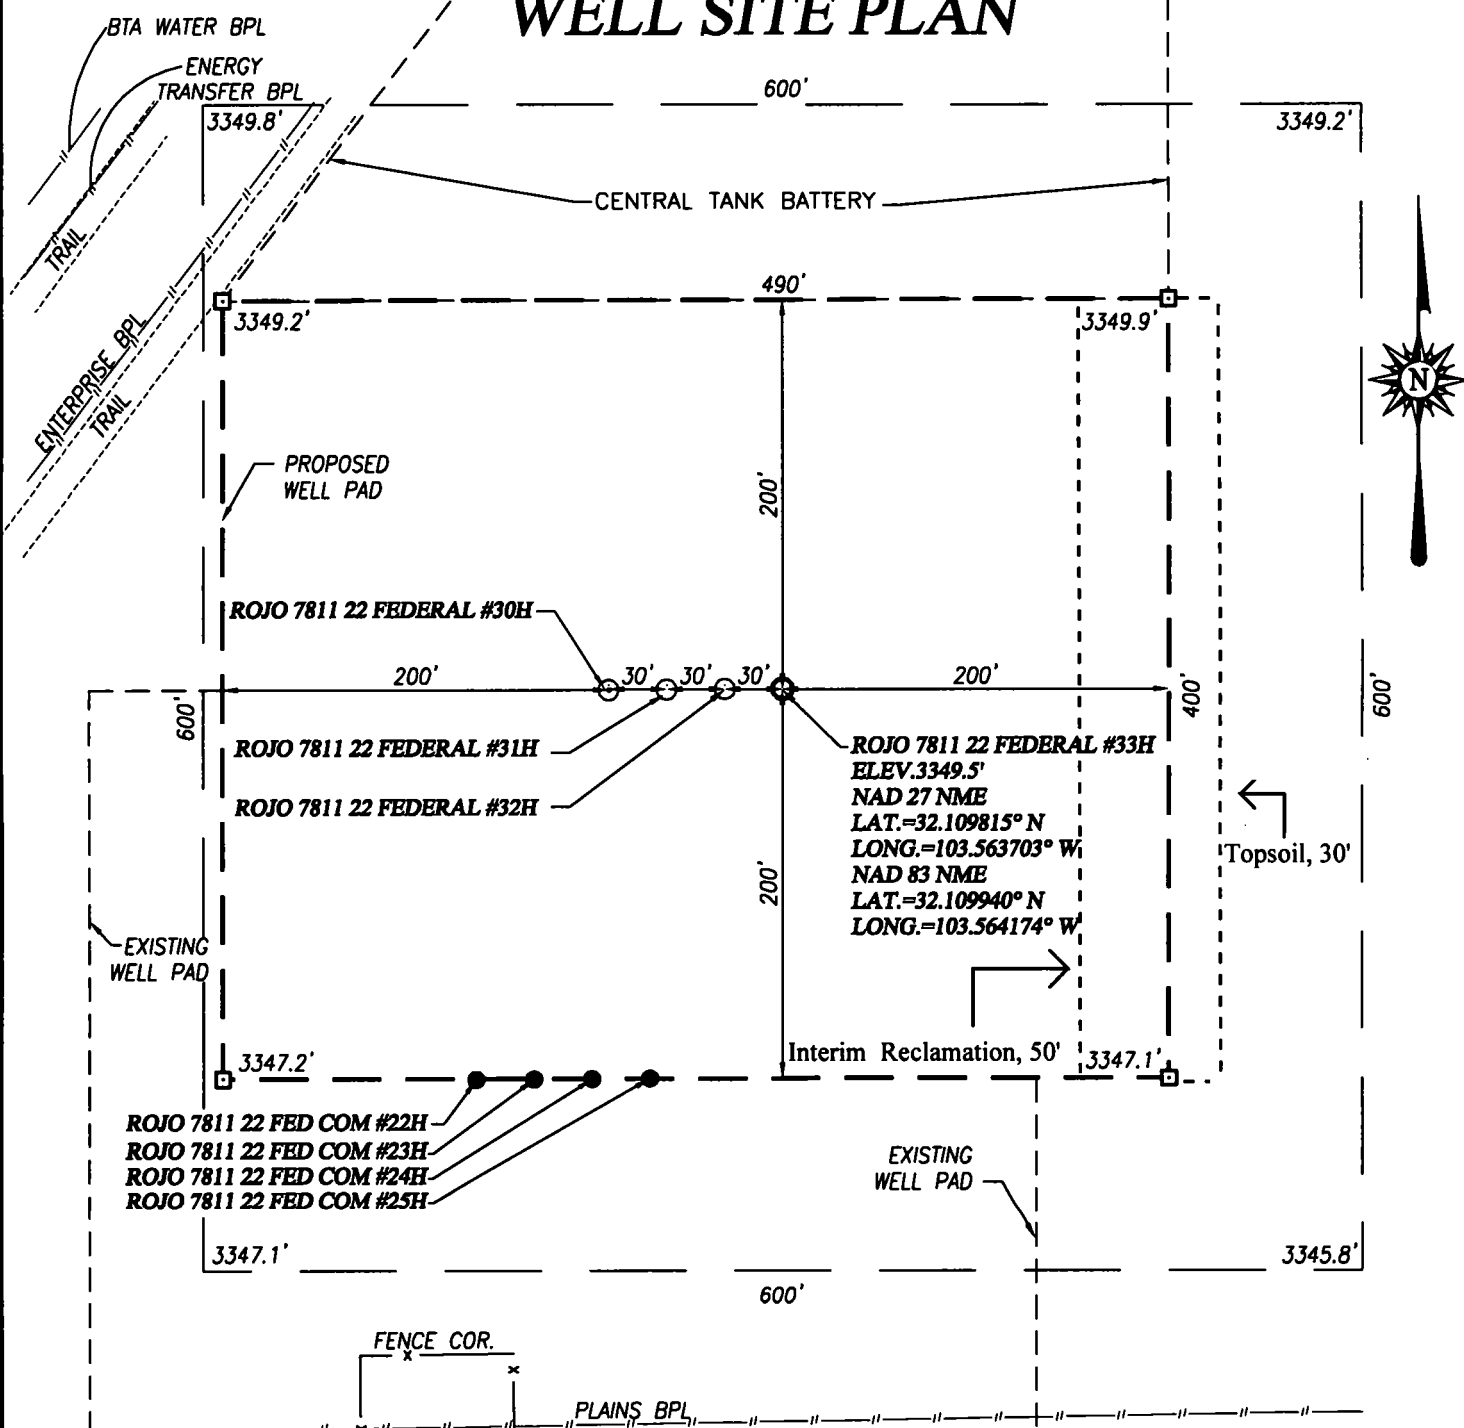 WELL SITE PLAN
BTA WATER BPL
ENERGY
TRANSFER BPL
600'
3349.8'
3349.2'
CENTRAL TANK BATTERY
TRAIL
490'
3349.2'
3349.9'
ENTERPRISE BPL
TRAIL
N
PROPOSED
WELL PAD
200'
ROJO 7811 22 FEDERAL #30H
200'
30'
30'
30'
200'
600'
400'
600'
ROJO 7811 22 FEDERAL #31H
ROJO 7811 22 FEDERAL #32H
ROJO 7811 22 FEDERAL #33H
ELEV.3349.5'
NAD 27 NME
LAT.=32.109815° N
LONG.=103.563703° W
NAD 83 NME
LAT.=32.109940° N
LONG.=103.564174° W
200'
Topsoil, 30'
EXISTING
WELL PAD
Interim Reclamation, 50'
3347.2'
3347.1'
ROJO 7811 22 FED COM #22H
ROJO 7811 22 FED COM #23H
ROJO 7811 22 FED COM #24H
ROJO 7811 22 FED COM #25H
EXISTING
WELL PAD
3347.1'
3345.8'
600'
FENCE COR.
PLAINS BPL